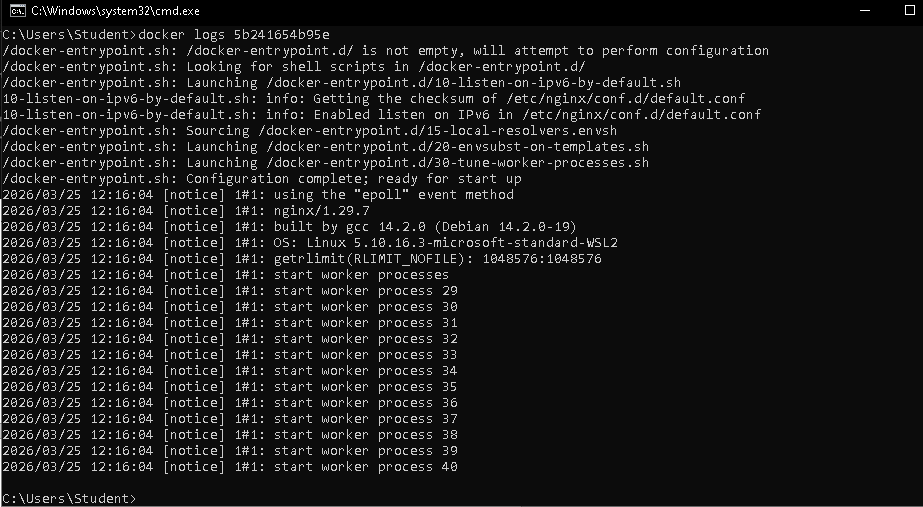 C:\Windows\system32\cmd.exe
C:\Users\Student>docker logs 5b241654b95e
/docker-entrypoint.sh: /docker-entrypoint.d/ is not empty, will attempt to perform configuration
/docker-entrypoint.sh: Looking for shell scripts in /docker-entrypoint.d/
/docker-entrypoint.sh: Launching /docker-entrypoint.d/10-listen-on-ipv6-by-default.sh
10-listen-on-ipv6-by-default.sh: info: Getting the checksum of /etc/nginx/conf.d/default.conf
10-listen-on-ipv6-by-default.sh: info: Enabled listen on IPv6 in /etc/nginx/conf.d/default.conf
/docker-entrypoint.sh: Sourcing /docker-entrypoint.d/15-local-resolvers.envsh
/docker-entrypoint.sh: Launching /docker-entrypoint.d/20-envsubst-on-templates.sh
/docker-entrypoint.sh: Launching /docker-entrypoint.d/30-tune-worker-processes.sh
/docker-entrypoint.sh: Configuration complete; ready for start up
2026/03/25 12:16:04 [notice] 1#1: using the "epoll" event method
2026/03/25 12:16:04 [notice] 1#1: nginx/1.29.7
2026/03/25 12:16:04 [notice] 1#1: built by gcc 14.2.0 (Debian 14.2.0-19)
2026/03/25 12:16:04 [notice] 1#1: OS: Linux 5.10.16.3-microsoft-standard-WSL2
2026/03/25 12:16:04 [notice] 1#1: getrlimit(RLIMIT_NOFILE): 1048576:1048576
2026/03/25 12:16:04 [notice] 1#1: start worker processes
2026/03/25 12:16:04 [notice] 1#1: start worker process 29
2026/03/25 12:16:04 [notice] 1#1: start worker process 30
2026/03/25 12:16:04 [notice] 1#1: start worker process 31
2026/03/25 12:16:04 [notice] 1#1: start worker process 32
2026/03/25 12:16:04 [notice] 1#1: start worker process 33
2026/03/25 12:16:04 [notice] 1#1: start worker process 34
2026/03/25 12:16:04 [notice] 1#1: start worker process 35
2026/03/25 12:16:04 [notice] 1#1: start worker process 36
2026/03/25 12:16:04 [notice] 1#1: start worker process 37
2026/03/25 12:16:04 [notice] 1#1: start worker process 38
2026/03/25 12:16:04 [notice] 1#1: start worker process 39
2026/03/25 12:16:04 [notice] 1#1: start worker process 40
C:\Users\Student>